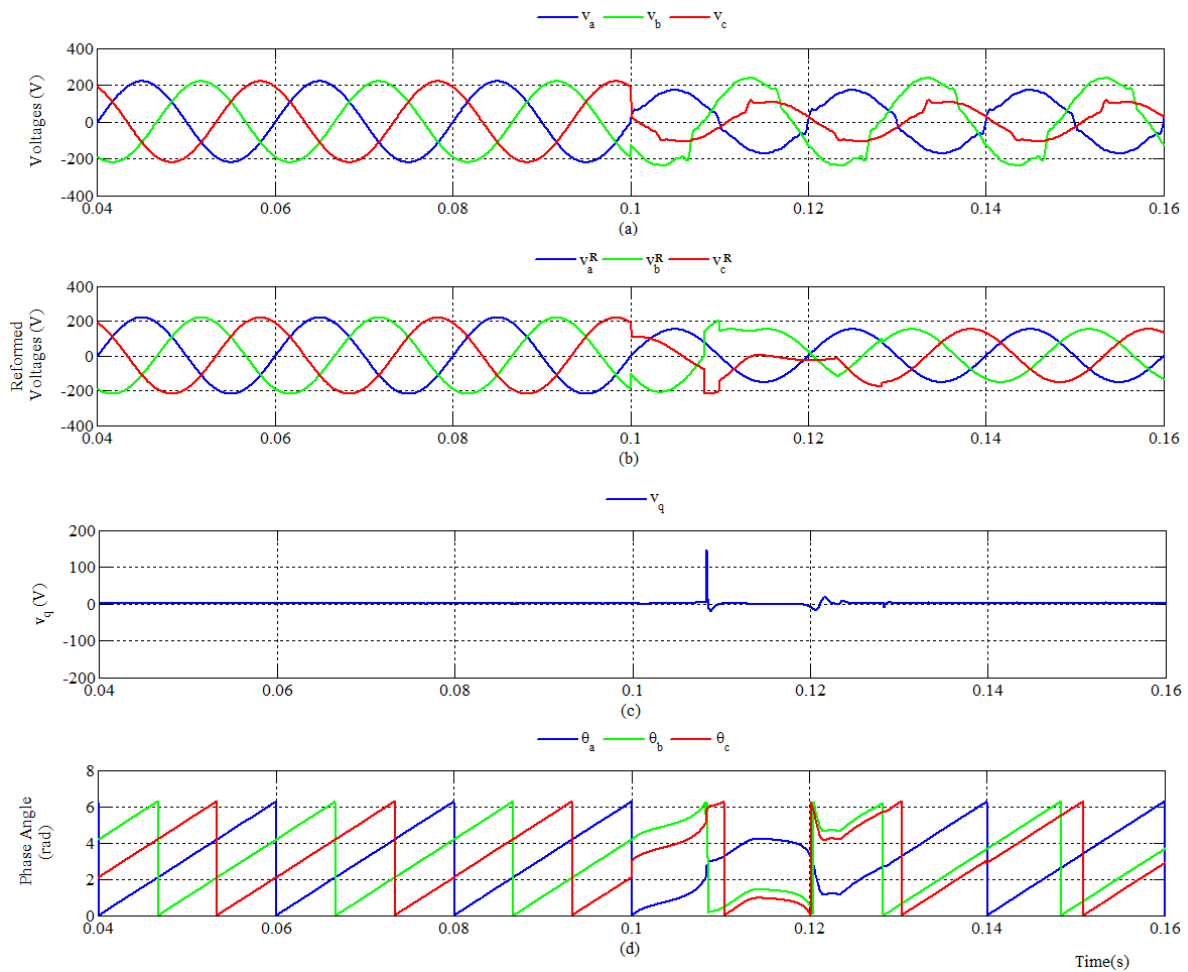 v_a v_b v_c
400
200
0
-200
-400
Voltages (V)
0.04 0.06 0.08 0.1 0.12 0.14 0.16
(a)
v_a^R v_b^R v_c^R
400
200
0
-200
-400
Reformed
Voltages (V)
0.04 0.06 0.08 0.1 0.12 0.14 0.16
(b)
v_q
200
100
0
-100
-200
v_q (V)
0.04 0.06 0.08 0.1 0.12 0.14 0.16
(c)
θ_a θ_b θ_c
8
6
4
2
0
Phase Angle
(rad)
0.04 0.06 0.08 0.1 0.12 0.14 0.16
(d)
Time(s)